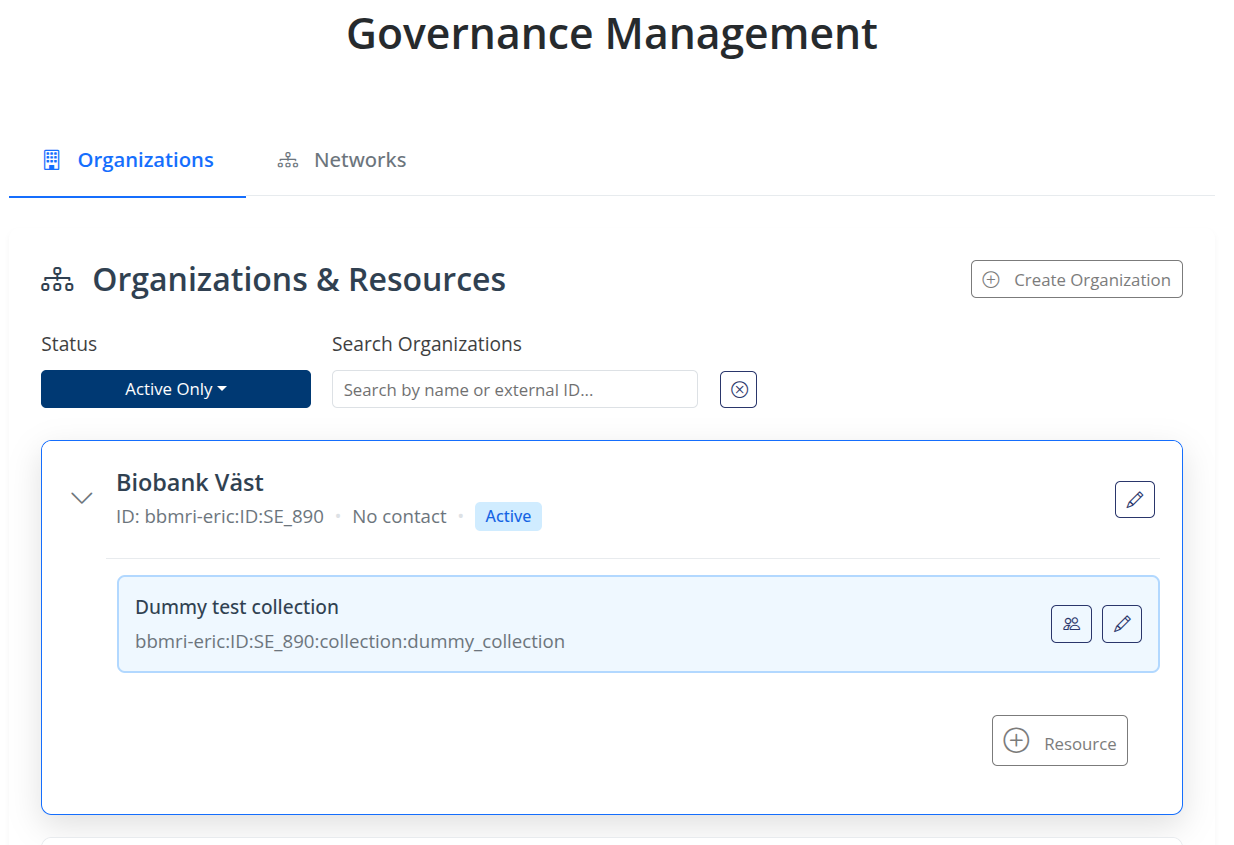 Governance Management
Organizations
Networks
Organizations & Resources
Create Organization
Status
Search Organizations
Active Only
Search by name or external ID...
Biobank Väst
ID: bbmri-eric:ID:SE_890 • No contact • Active
Dummy test collection
bbmri-eric:ID:SE_890:collection:dummy_collection
Resource